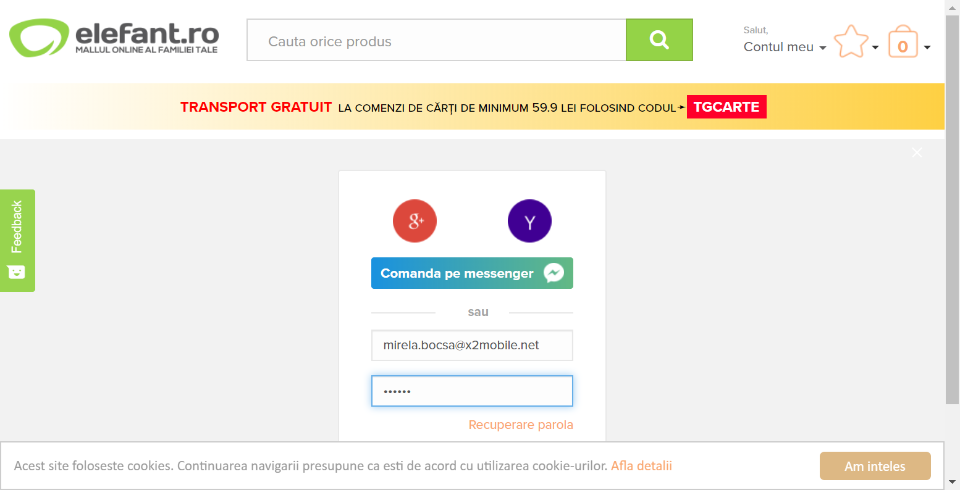 elefant.ro
MALLUL ONLINE AL FAMILIEI TALE
Cauta orice produs
Salut,
Contul meu
0
TRANSPORT GRATUIT LA COMENZI DE CĂRȚI DE MINIMUM 59.9 LEI FOLOSIND CODUL TGCARTE
Feedback
g+
Y
Comanda pe messenger
sau
mirela.bocsa@x2mobile.net
••••••
Recuperare parola
Acest site foloseste cookies. Continuarea navigarii presupune ca esti de acord cu utilizarea cookie-urilor. Afla detalii
Am inteles